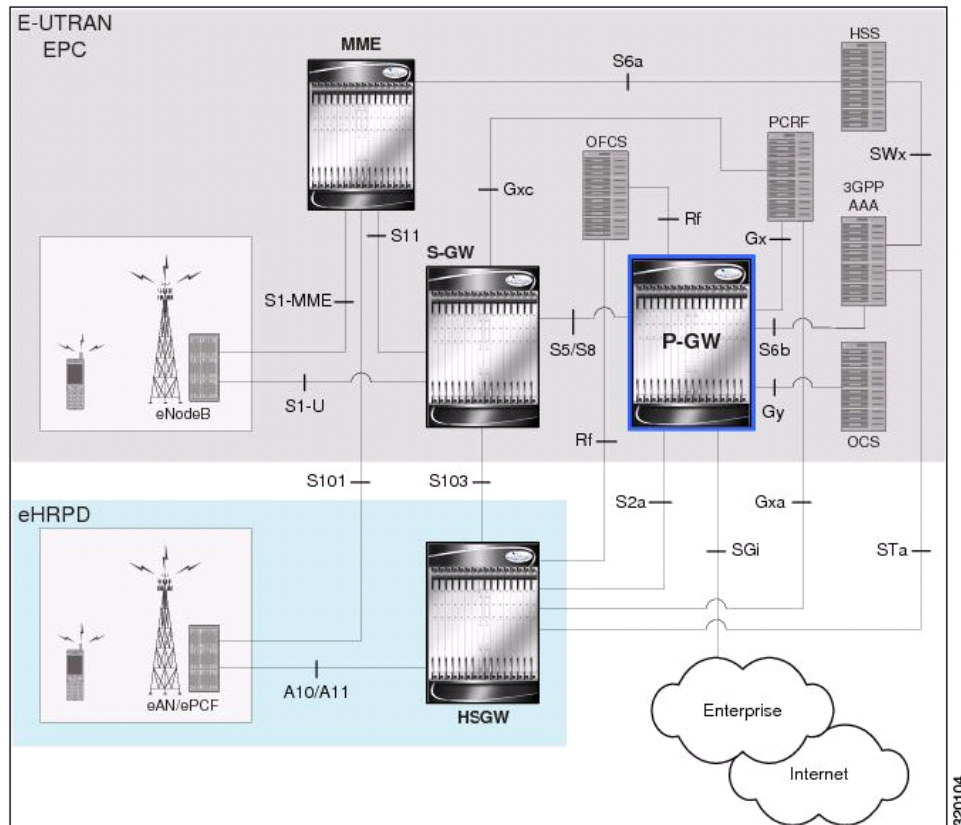 E-UTRAN
EPC
MME
HSS
S6a
PCRF
OFCS
SWx
Gxc
3GPP
AAA
Rf
S11
Gx
S-GW
S1-MME
P-GW
S5/S8
S6b
S1-U
eNodeB
Gy
Rf
OCS
S101
S103
S2a
Gxa
eHRPD
SGi
STa
A10/A11
eAN/ePCF
HSGW
Enterprise
Internet
320104